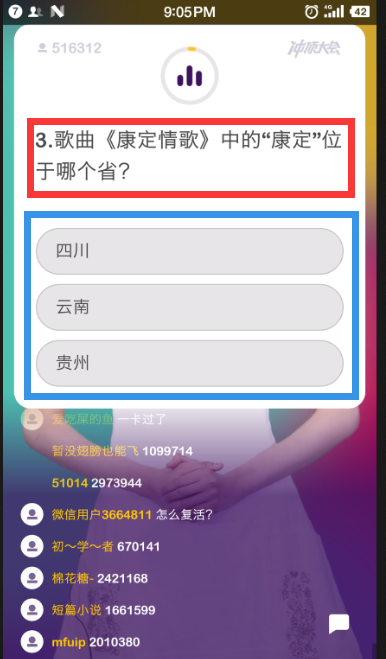 7
9:05PM
4G
42
516312
冲顶大会
3.歌曲《康定情歌》中的“康定”位
于哪个省?
四川
云南
贵州
爱吃屎的鱼 一卡过了
暂没翅膀也能飞 1099714
51014 2973944
微信用户3664811 怎么复活?
初～学～者 670141
棉花糖- 2421168
短篇小说 1661599
mfuip 2010380